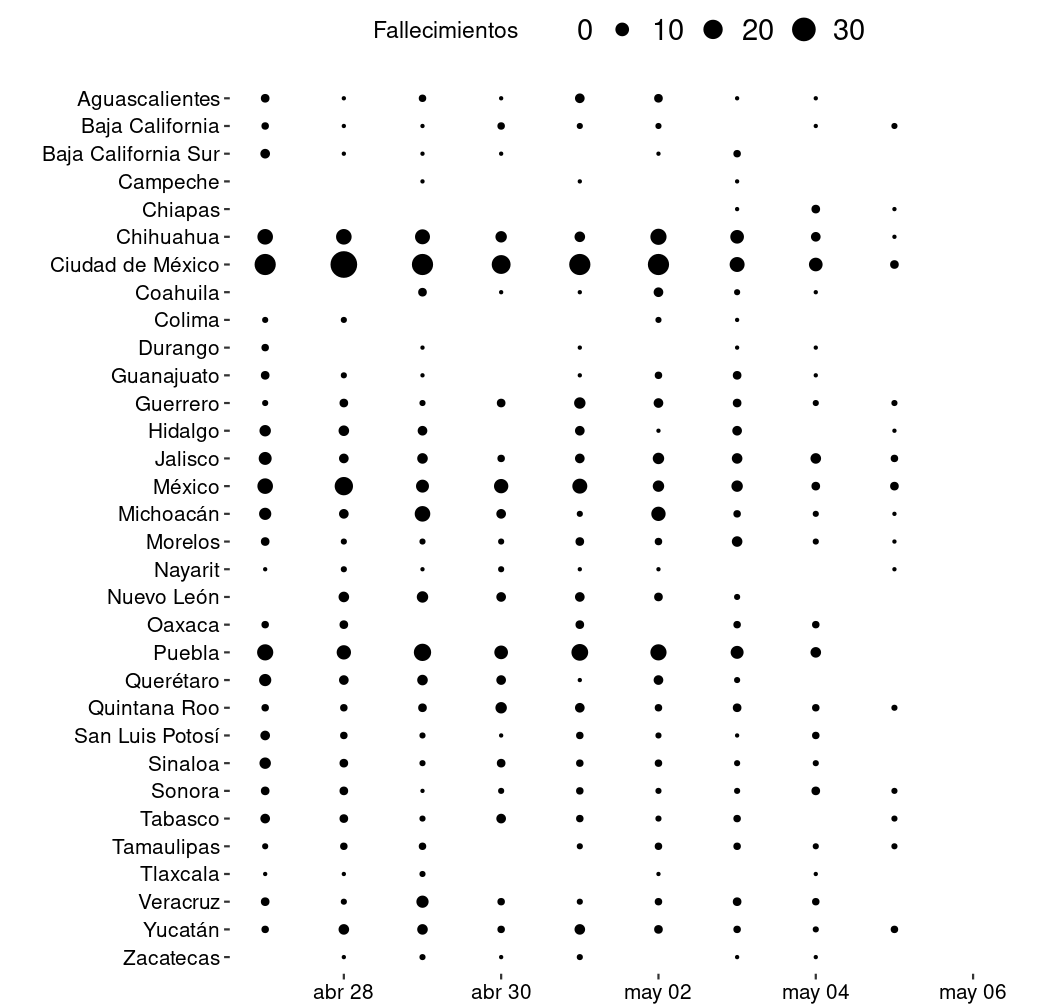 Fallecimientos 0 10 20 30
Aguascalientes
Baja California
Baja California Sur
Campeche
Chiapas
Chihuahua
Ciudad de México
Coahuila
Colima
Durango
Guanajuato
Guerrero
Hidalgo
Jalisco
México
Michoacán
Morelos
Nayarit
Nuevo León
Oaxaca
Puebla
Querétaro
Quintana Roo
San Luis Potosí
Sinaloa
Sonora
Tabasco
Tamaulipas
Tlaxcala
Veracruz
Yucatán
Zacatecas
abr 28 abr 30 may 02 may 04 may 06